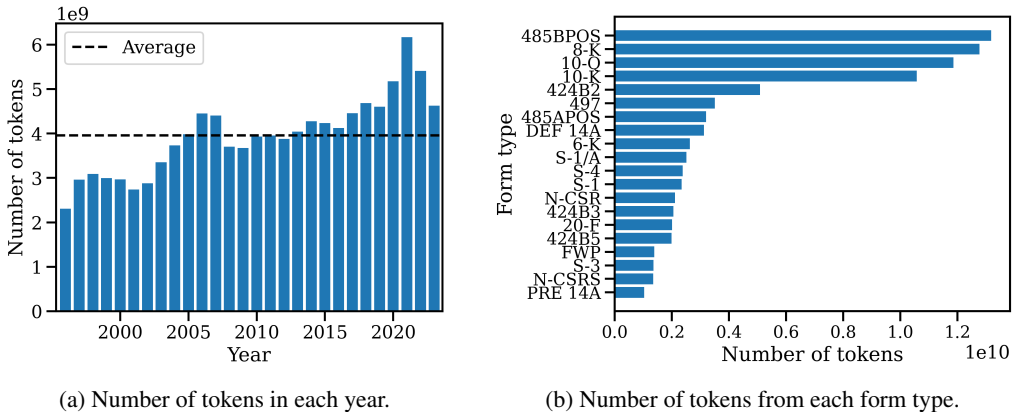 1e9
6
5
4
3
2
1
0
Number of tokens
Average
2000 2005 2010 2015 2020
Year
(a) Number of tokens in each year.
Form type
485BPOS
8-K
10-Q
10-K
424B2
497
485APOS
DEF 14A
6-K
S-1/A
S-4
S-1
N-CSR
424B3
20-F
424B5
FWP
S-3
N-CSRS
PRE 14A
0.0 0.2 0.4 0.6 0.8 1.0 1.2
1e10
Number of tokens
(b) Number of tokens from each form type.